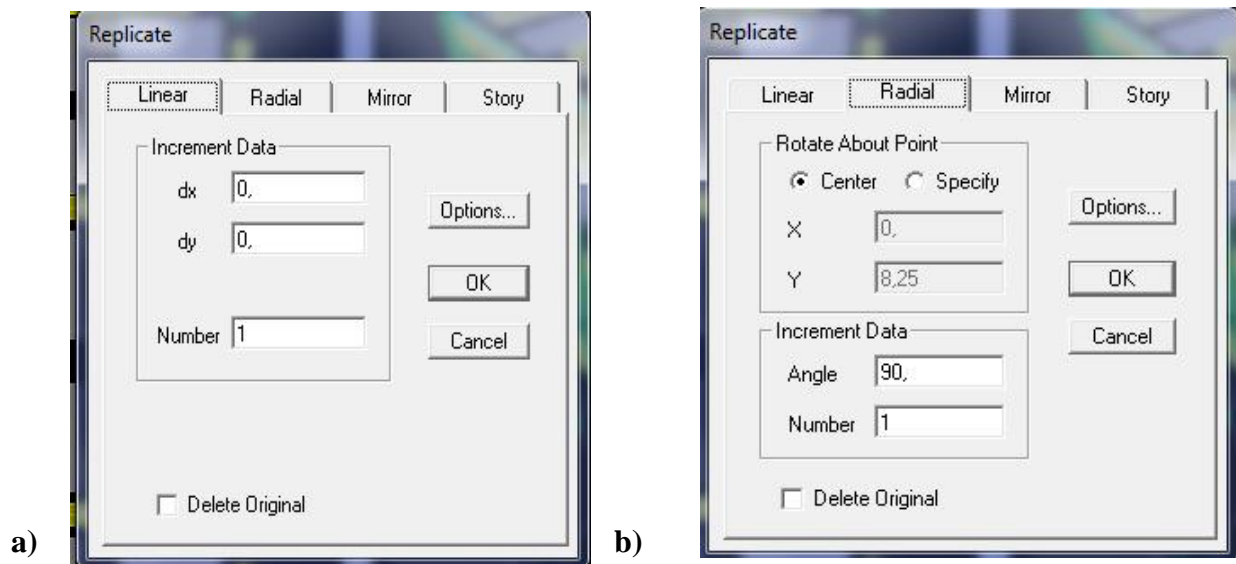 Replicate
Linear Radial Mirror Story
Increment Data
dx 0,
dy 0,
Number 1
Options...
OK
Cancel
Delete Original
a)
Replicate
Linear Radial Mirror Story
Rotate About Point
Center Specify
X 0,
Y 8,25
Increment Data
Angle 90,
Number 1
Options...
OK
Cancel
Delete Original
b)